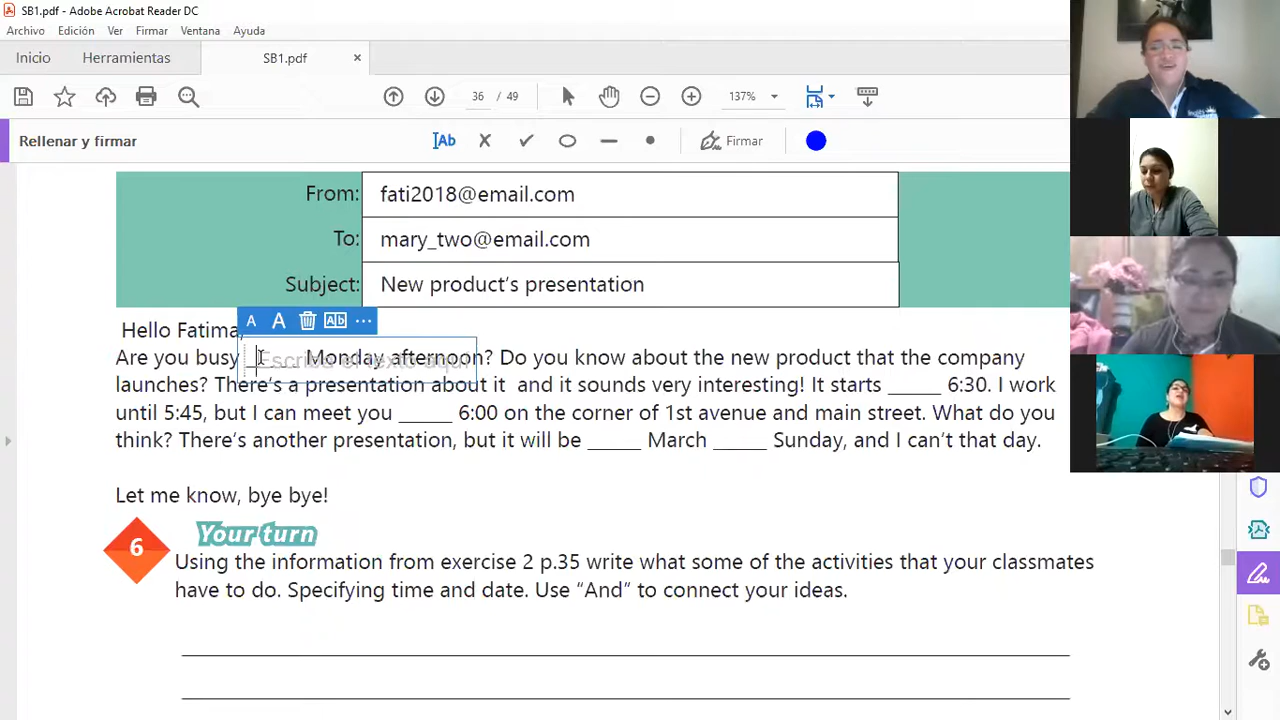 SB1.pdf - Adobe Acrobat Reader DC
Archivo Edición Ver Firmar Ventana Ayuda
Inicio Herramientas SB1.pdf ×
36 / 49 137%
Rellenar y firmar Ab Firmar
From: fati2018@email.com
To: mary_two@email.com
Subject: New product's presentation
A A Ab ...
Hello Fatima,
Are you busy _____ Monday afternoon? Do you know about the new product that the company
Escriba el texto aquí
launches? There's a presentation about it and it sounds very interesting! It starts _____ 6:30. I work
until 5:45, but I can meet you _____ 6:00 on the corner of 1st avenue and main street. What do you
think? There's another presentation, but it will be _____ March _____ Sunday, and I can't that day.
Let me know, bye bye!
6 Your turn
Using the information from exercise 2 p.35 write what some of the activities that your classmates
have to do. Specifying time and date. Use "And" to connect your ideas.